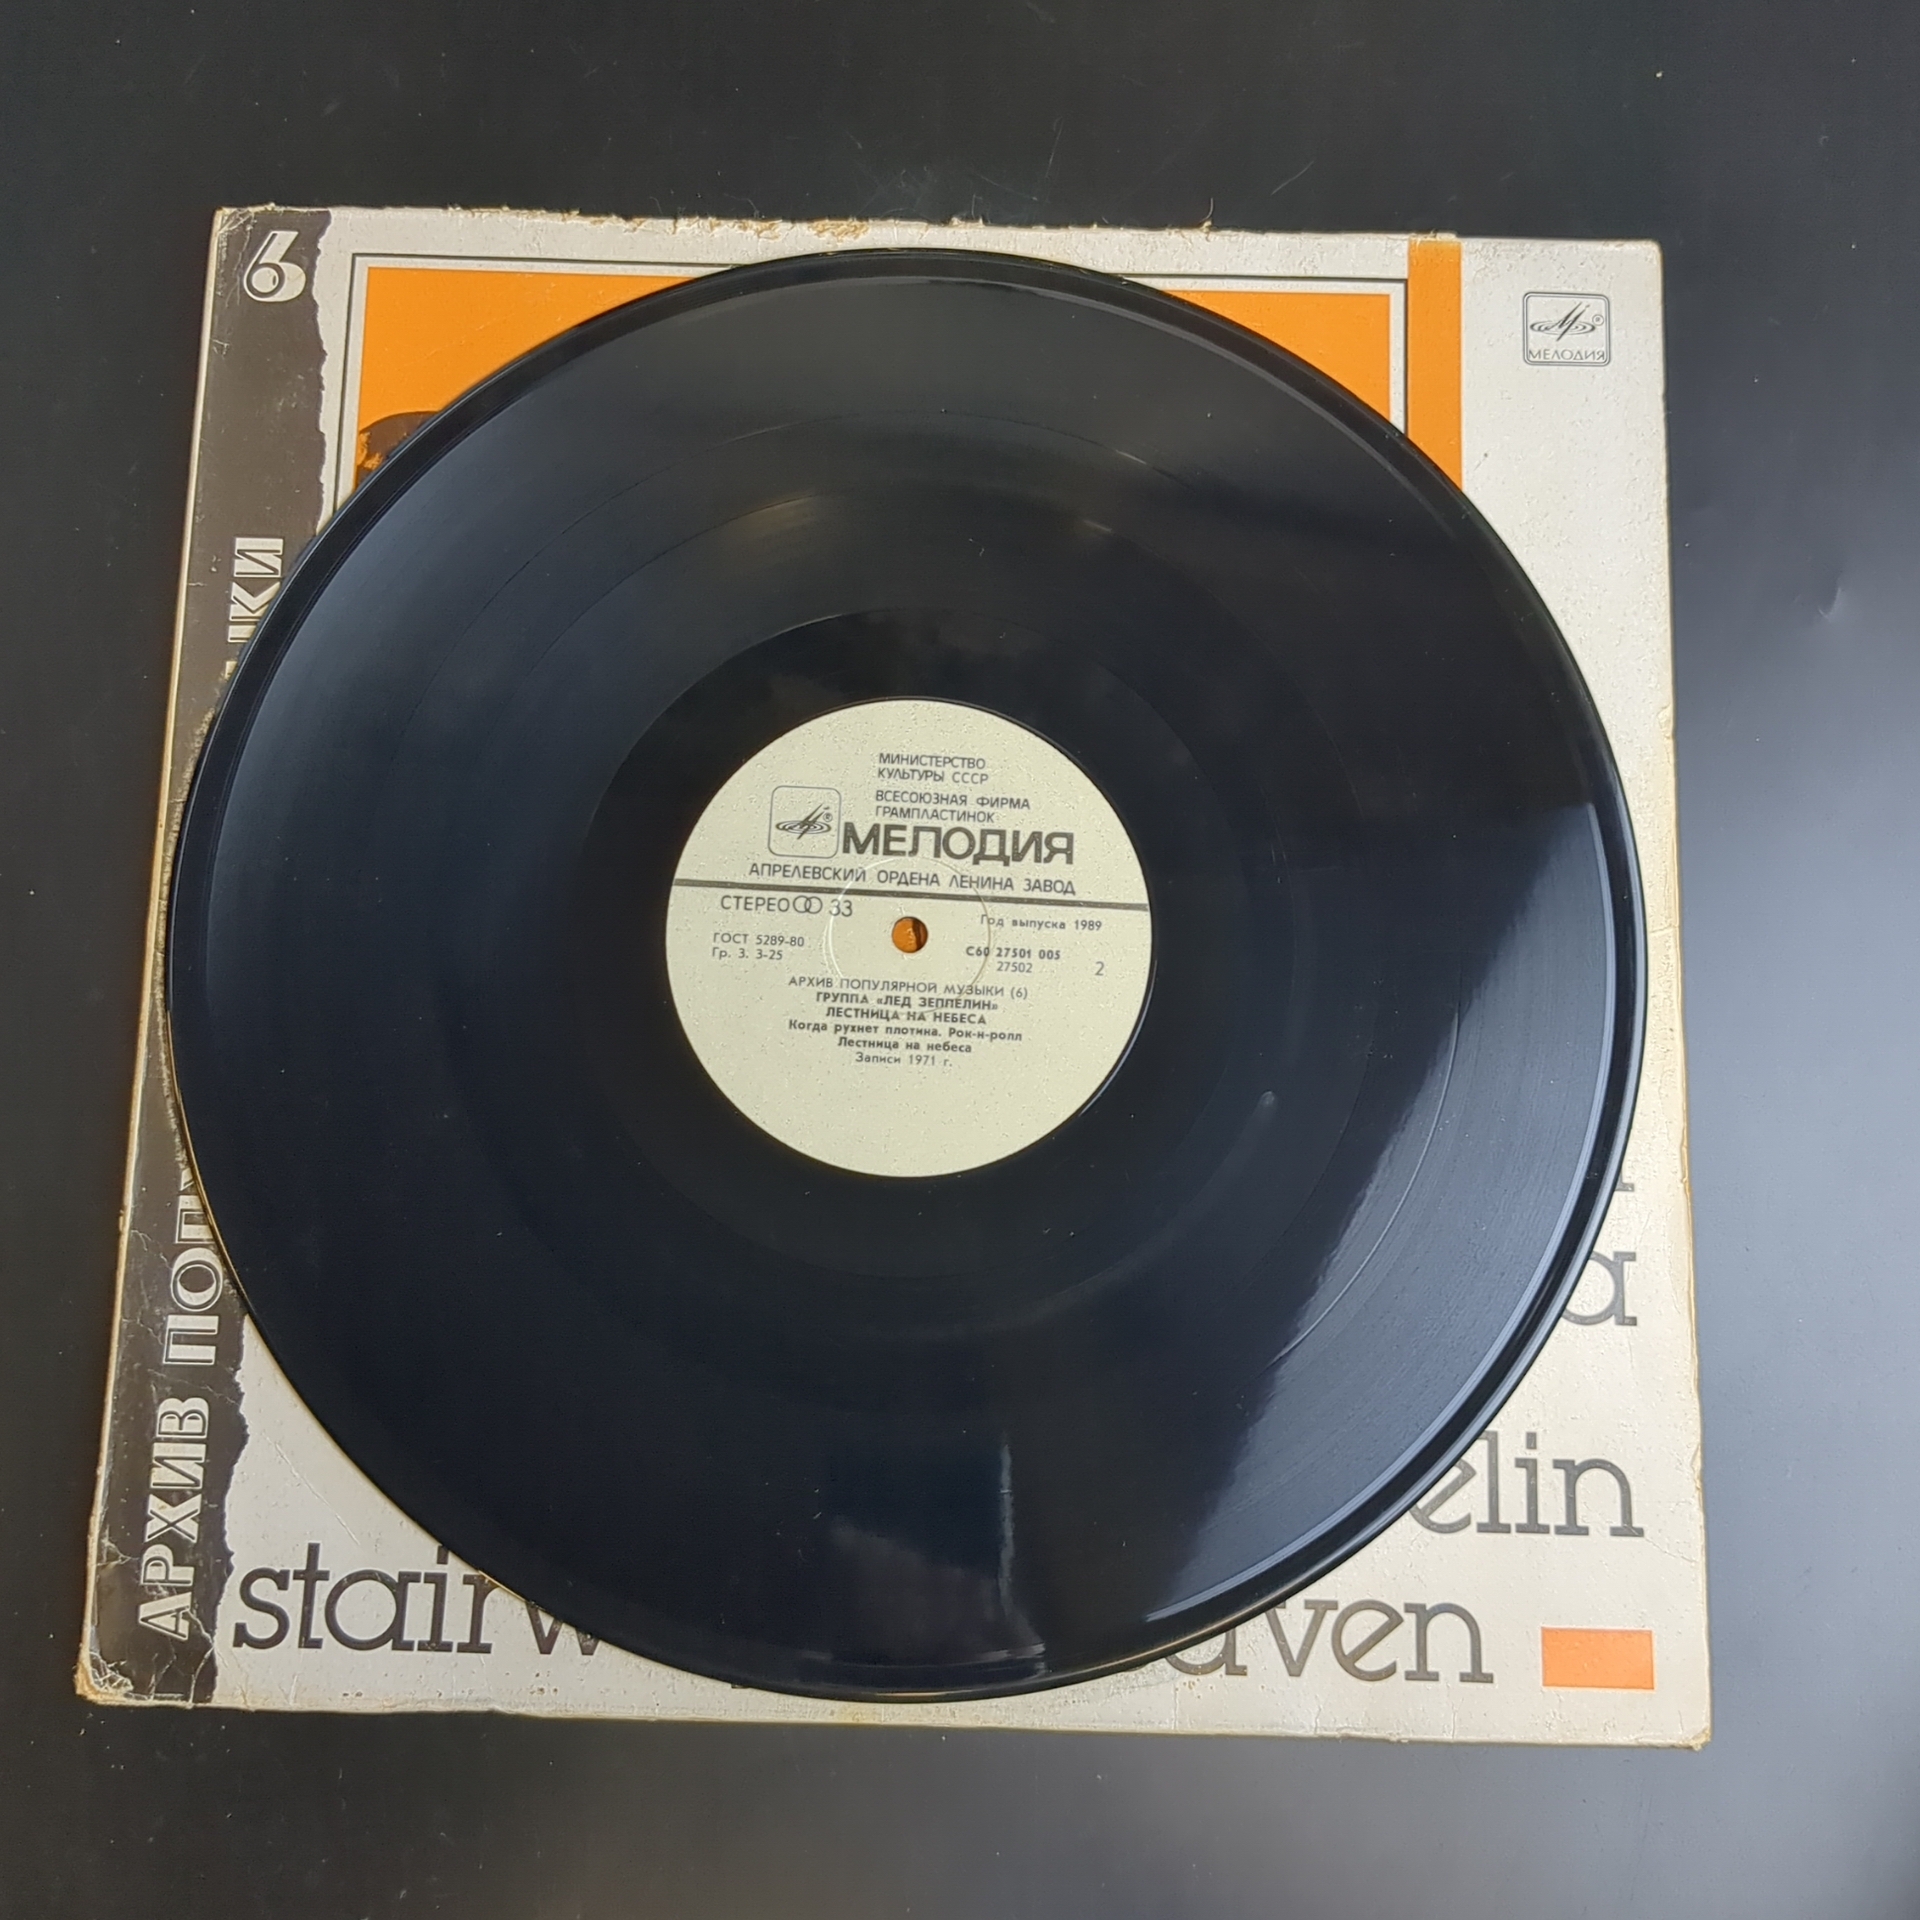 6
МЕЛОДИЯ
АРХИВ
stair
elin
a
МИНИСТЕРСТВО
КУЛЬТУРЫ СССР
ВСЕСОЮЗНАЯ ФИРМА
ГРАМПЛАСТИНОК
МЕЛОДИЯ
АПРЕЛЕВСКИЙ ОРДЕНА ЛЕНИНА ЗАВОД
СТЕРЕО 33
Год выпуска 1989
ГОСТ 5289-80
Гр. 3. 3-25
С60 27501 005
27502
2
АРХИВ ПОПУЛЯРНОЙ МУЗЫКИ (6)
ГРУППА «ЛЕД ЗЕППЕЛИН»
ЛЕСТНИЦА НА НЕБЕСА
Когда рухнет плотина. Рок-н-ролл
Лестница на небеса
Записи 1971 г.